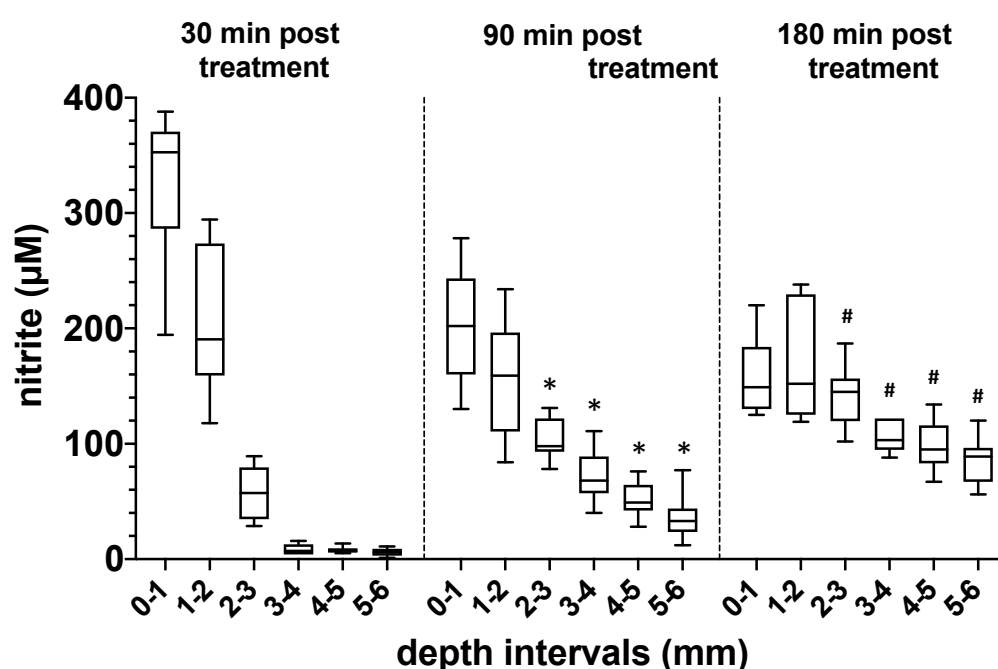 30 min post
treatment
90 min post
treatment
180 min post
treatment
400
300
200
100
0
nitrite (µM)
* * * *
# # # #
0-1 1-2 2-3 3-4 4-5 5-6 0-1 1-2 2-3 3-4 4-5 5-6 0-1 1-2 2-3 3-4 4-5 5-6
depth intervals (mm)